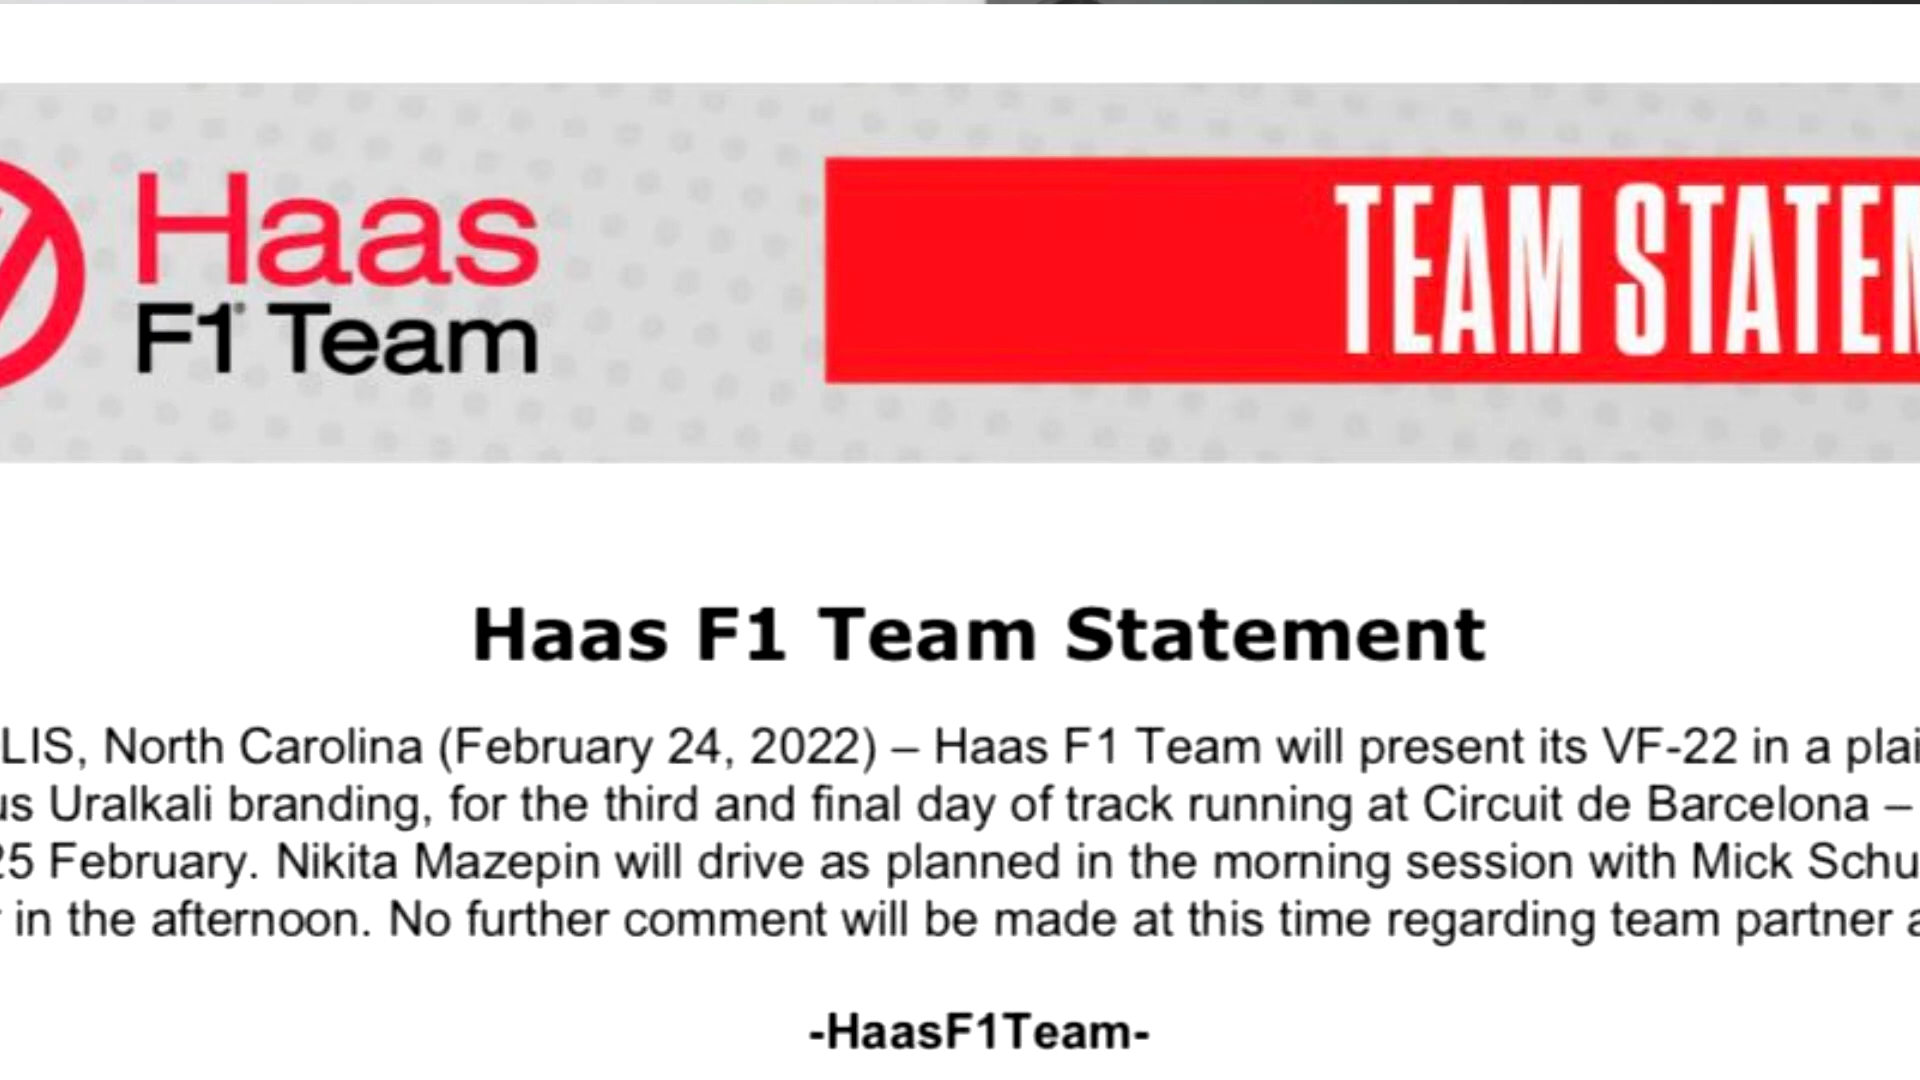 Haas
F1 Team
TEAM STATEM
Haas F1 Team Statement
LIS, North Carolina (February 24, 2022) – Haas F1 Team will present its VF-22 in a plai
us Uralkali branding, for the third and final day of track running at Circuit de Barcelona –
25 February. Nikita Mazepin will drive as planned in the morning session with Mick Schu
in the afternoon. No further comment will be made at this time regarding team partner a
-HaasF1Team-